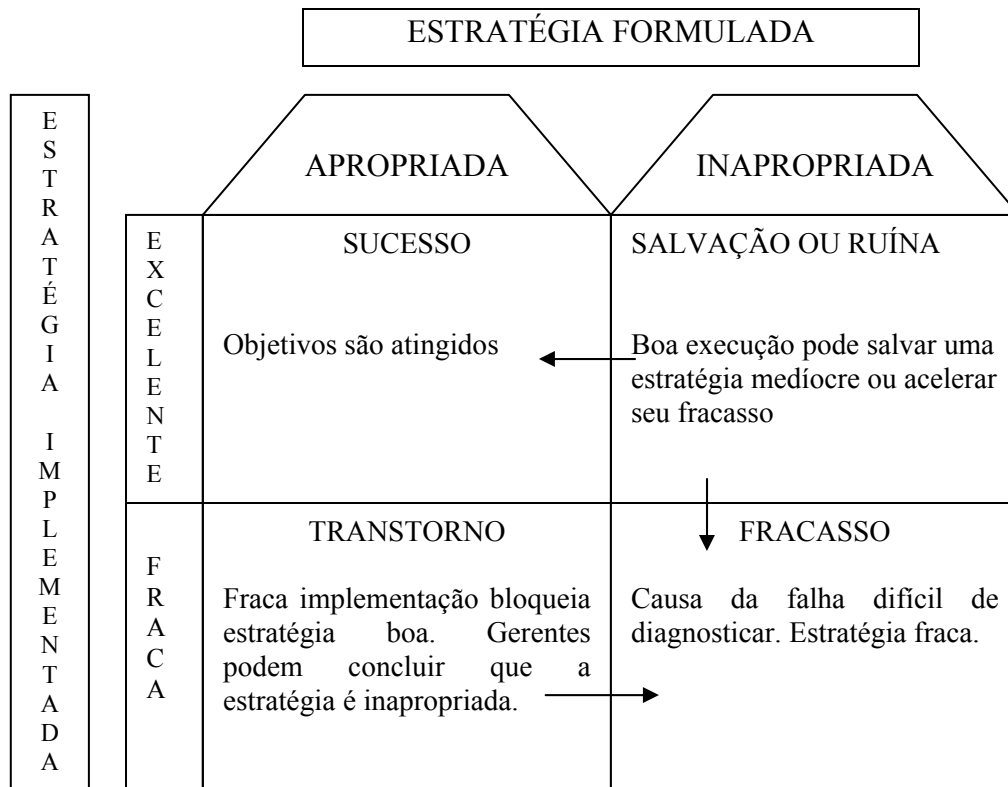 ESTRATÉGIA FORMULADA
ESTRATÉGIA IMPLEMENTADA
APROPRIADA
INAPROPRIADA
EXCELENTE
SUCESSO
Objetivos são atingidos
SALVAÇÃO OU RUÍNA
Boa execução pode salvar uma
estratégia medíocre ou acelerar
seu fracasso
FRACA
TRANSTORNO
Fraca implementação bloqueia
estratégia boa. Gerentes
podem concluir que a
estratégia é inapropriada.
FRACASSO
Causa da falha difícil de
diagnosticar. Estratégia fraca.